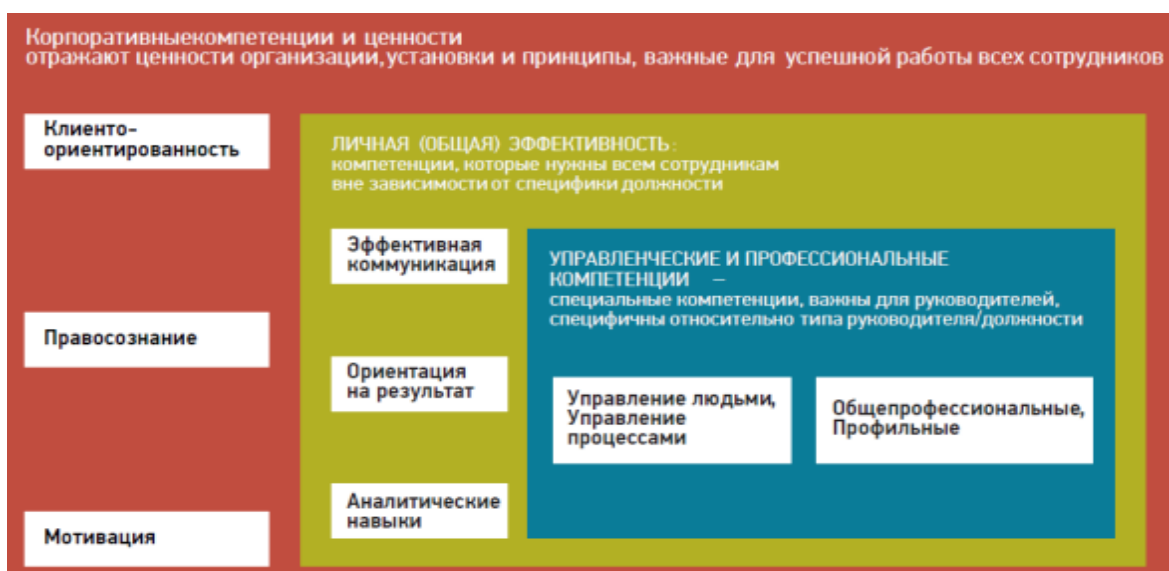 Корпоративныекомпетенции и ценности
отражают ценности организации,установки и принципы, важные для успешной работы всех сотрудников
Клиенто-
ориентированность
ЛИЧНАЯ (ОБЩАЯ) ЭФФЕКТИВНОСТЬ:
компетенции, которые нужны всем сотрудникам
вне зависимости от специфики должности
Эффективная
коммуникация
УПРАВЛЕНЧЕСКИЕ И ПРОФЕССИОНАЛЬНЫЕ
КОМПЕТЕНЦИИ –
специальные компетенции, важны для руководителей,
специфичны относительно типа руководителя/должности
Правосознание
Ориентация
на результат
Управление людьми,
Управление
процессами
Общепрофессиональные,
Профильные
Аналитические
навыки
Мотивация